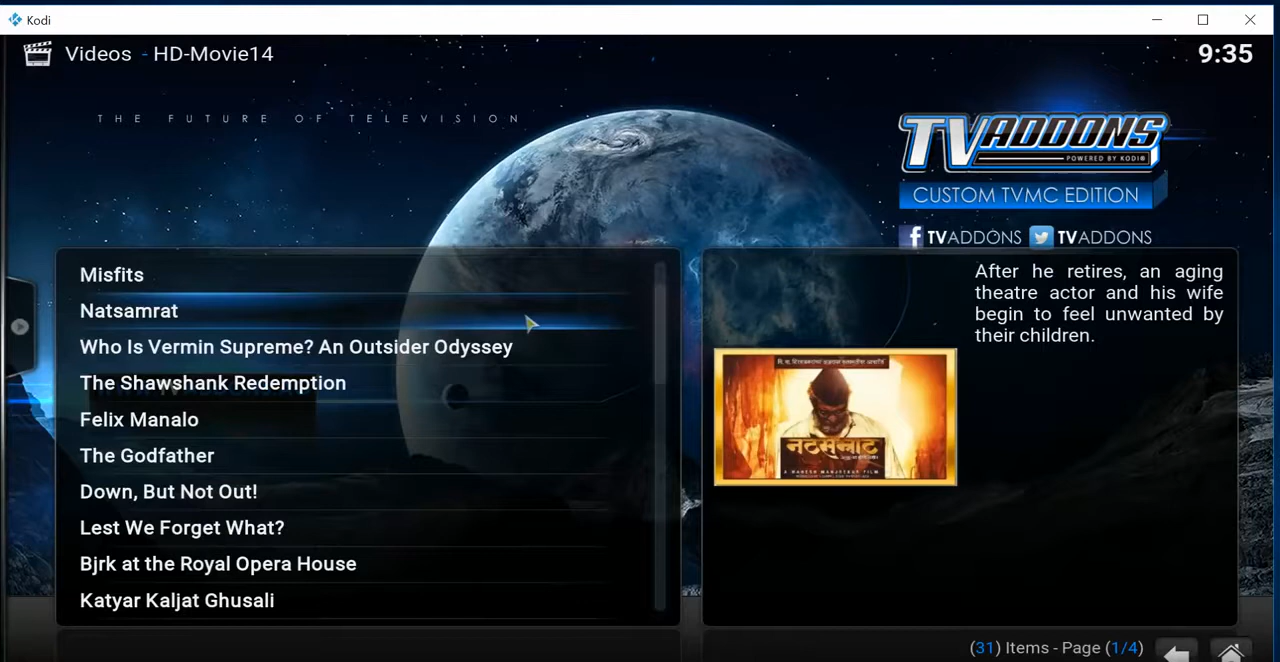 Kodi
Videos - HD-Movie14
9:35
THE FUTURE OF TELEVISION
TVADDONS
POWERED BY KODI®
CUSTOM TVMC EDITION
TVADDONS TVADDONS
Misfits
Natsamrat
Who Is Vermin Supreme? An Outsider Odyssey
The Shawshank Redemption
Felix Manalo
The Godfather
Down, But Not Out!
Lest We Forget What?
Bjrk at the Royal Opera House
Katyar Kaljat Ghusali
After he retires, an aging
theatre actor and his wife
begin to feel unwanted by
their children.
नटसम्राट
A MAHESH MANJREKAR FILM
(31) Items - Page (1/4)